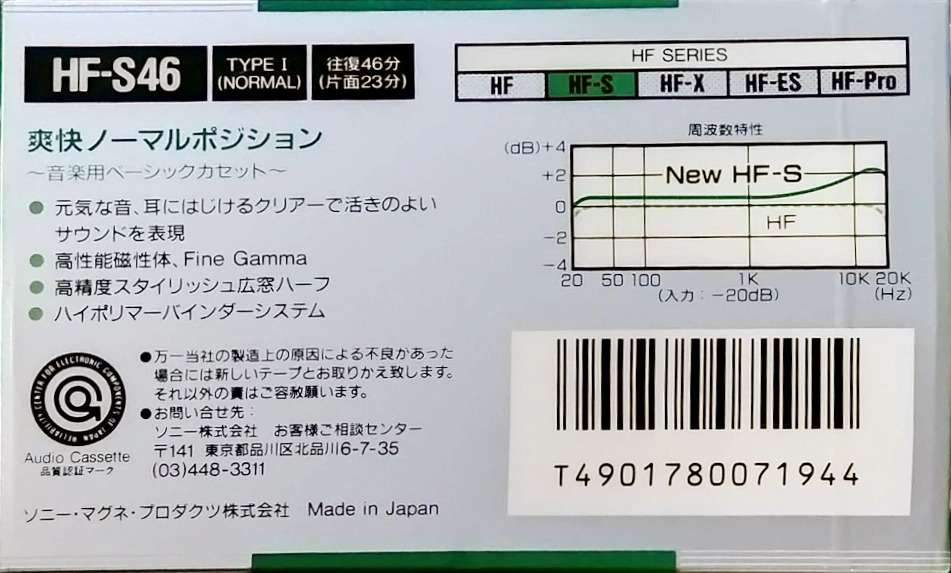 HF-S46
TYPE I
(NORMAL)
往復46分
(片面23分)
HF SERIES
HF HF-S HF-X HF-ES HF-Pro
爽快ノーマルポジション
～音楽用ベーシックカセット～
● 元気な音、耳にはじけるクリアーで活きのよい
サウンドを表現
● 高性能磁性体、Fine Gamma
● 高精度スタイリッシュ広窓ハーフ
● ハイポリマーバインダーシステム
周波数特性
(dB)+4
+2
0
−2
−4
New HF-S
HF
20 50 100 1K 10K 20K
(入力：−20dB) (Hz)
RELIABILITY CENTER FOR ELECTRONIC COMPONENTS OF JAPAN
Audio Cassette
品質認証マーク
●万一当社の製造上の原因による不良があった
場合には新しいテープとお取りかえ致します。
それ以外の責はご容赦願います。
●お問い合せ先：
ソニー株式会社 お客様ご相談センター
〒141 東京都品川区北品川6-7-35
(03)448-3311
ソニー・マグネ・プロダクツ株式会社 Made in Japan
T4901780071944